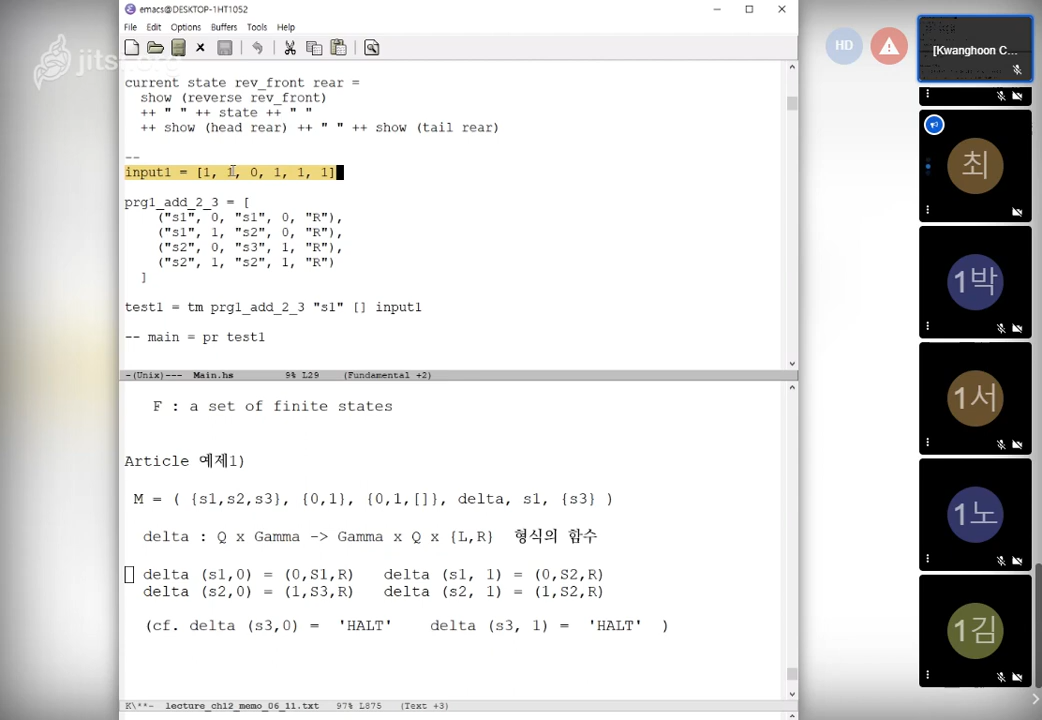 emacs@DESKTOP-1HT1052
File Edit Options Buffers Tools Help
jitsi.org
current state rev_front rear =
show (reverse rev_front)
++ " " ++ state ++ " "
++ show (head rear) ++ " " ++ show (tail rear)
--
input1 = [1, 1, 0, 1, 1, 1]
prg1_add_2_3 = [
("s1", 0, "s1", 0, "R"),
("s1", 1, "s2", 0, "R"),
("s2", 0, "s3", 1, "R"),
("s2", 1, "s2", 1, "R")
]
test1 = tm prg1_add_2_3 "s1" [] input1
-- main = pr test1
-(Unix)--- Main.hs 9% L29 (Fundamental +2)
F : a set of finite states
Article 예제1)
M = ( {s1,s2,s3}, {0,1}, {0,1,[]}, delta, s1, {s3} )
delta : Q x Gamma -> Gamma x Q x {L,R} 형식의 함수
delta (s1,0) = (0,S1,R) delta (s1, 1) = (0,S2,R)
delta (s2,0) = (1,S3,R) delta (s2, 1) = (1,S2,R)
(cf. delta (s3,0) = 'HALT' delta (s3, 1) = 'HALT' )
K\**- lecture_ch12_memo_06_11.txt 97% L875 (Text +3)
HD
[Kwanghoon C...
최
1박
1서
1노
1김